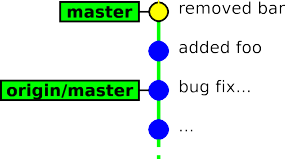 master removed bar
added foo
origin/master bug fix...
...